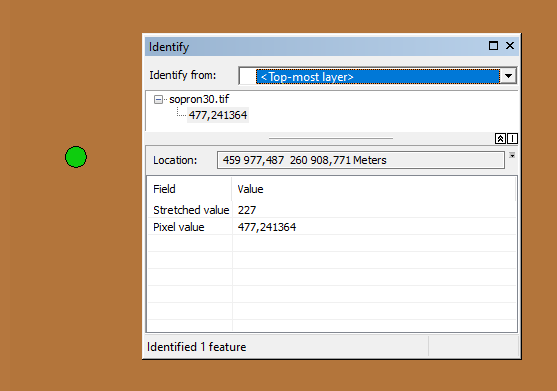 Identify
Identify from: <Top-most layer>
sopron30.tif
477,241364
Location: 459 977,487 260 908,771 Meters
Field Value
Stretched value 227
Pixel value 477,241364
Identified 1 feature